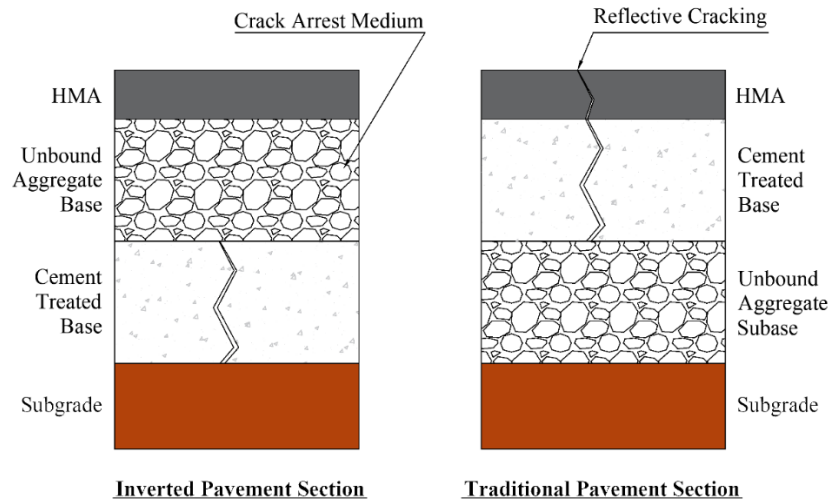 Crack Arrest Medium
Reflective Cracking
HMA
Unbound
Aggregate
Base
Cement
Treated
Base
Subgrade
HMA
Cement
Treated
Base
Unbound
Aggregate
Subase
Subgrade
Inverted Pavement Section
Traditional Pavement Section